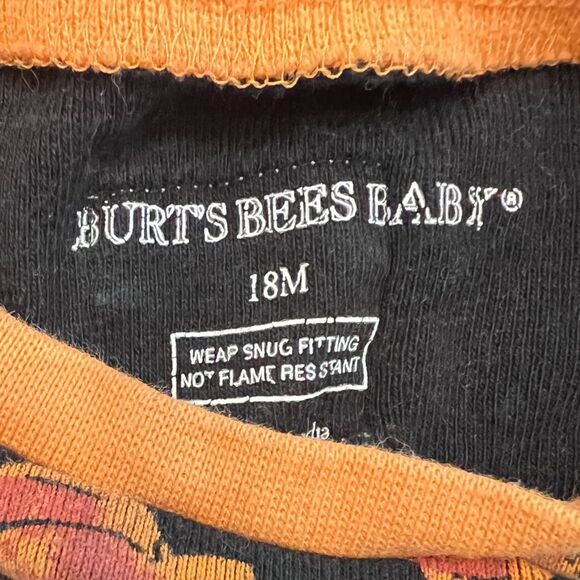 BURT'S BEES BABY®
18M
WEAR SNUG FITTING
NOT FLAME RESISTANT